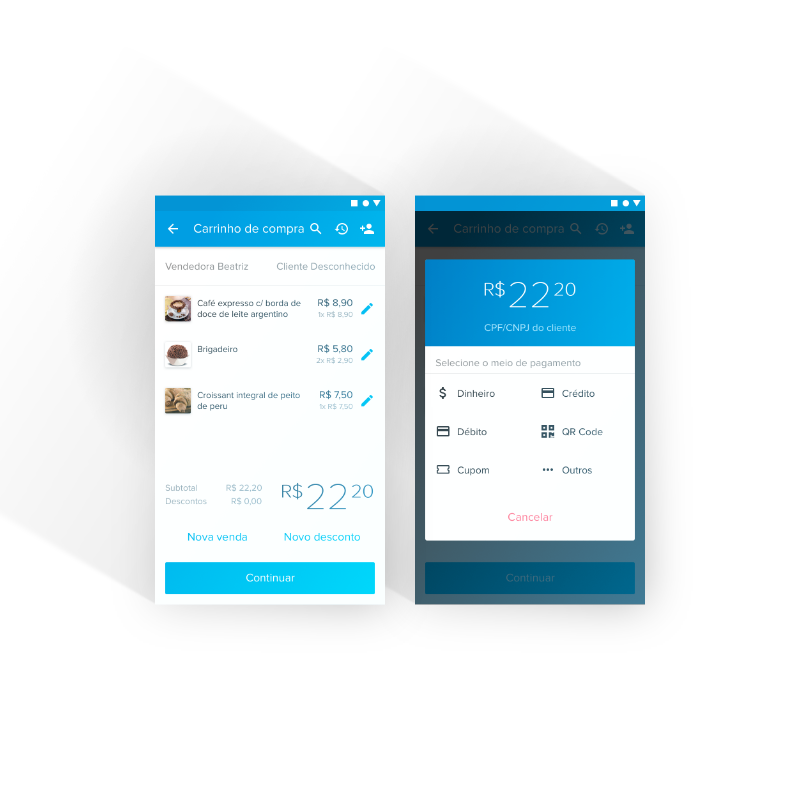 Carrinho de compra
Vendedora Beatriz
Cliente Desconhecido
Café expresso c/ borda de
doce de leite argentino
R$ 8,90
1x R$ 8,90
Brigadeiro
R$ 5,80
2x R$ 2,90
Croissant integral de peito
de peru
R$ 7,50
1x R$ 7,50
Subtotal R$ 22,20
Descontos R$ 0,00
R$ 22 20
Nova venda
Novo desconto
Continuar
Carrinho de compra
R$ 22 20
CPF/CNPJ do cliente
Selecione o meio de pagamento
Dinheiro
Crédito
Débito
QR Code
Cupom
Outros
Cancelar
Continuar